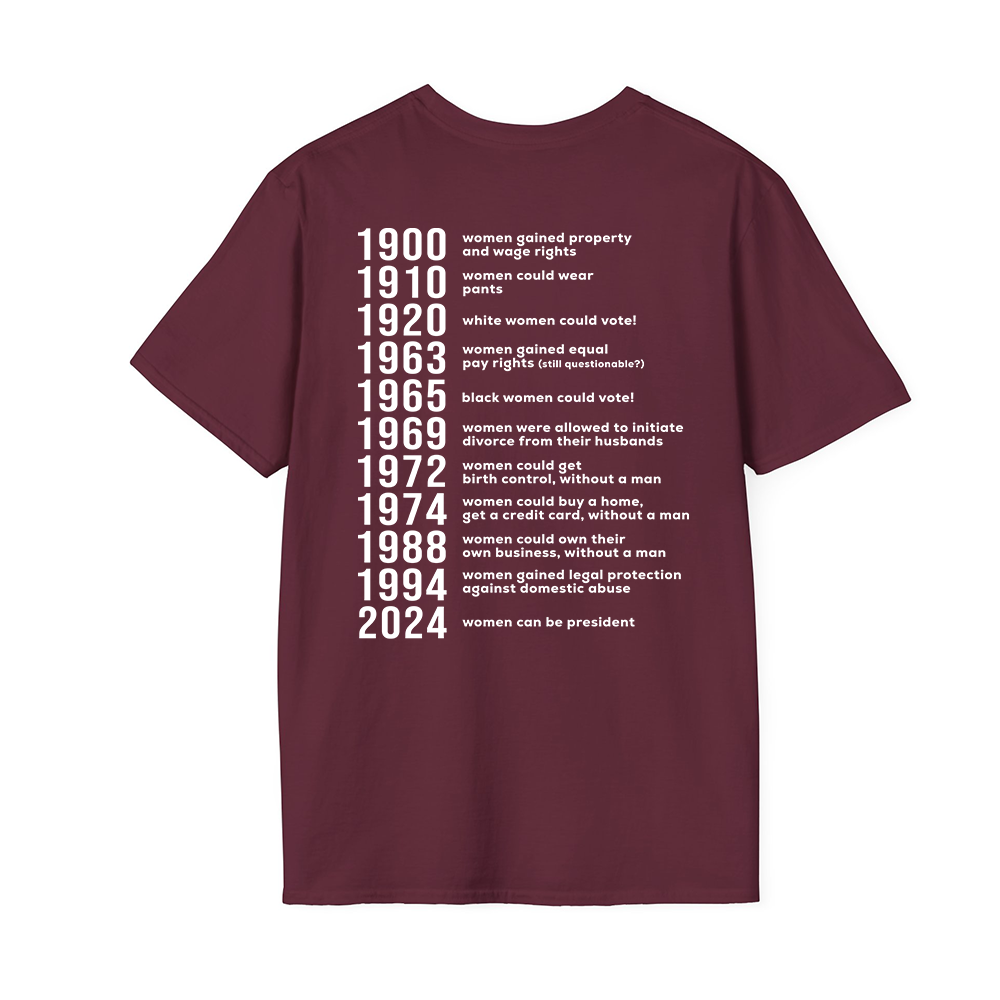 1900 women gained property
and wage rights
1910 women could wear
pants
1920 white women could vote!
1963 women gained equal
pay rights (still questionable?)
1965 black women could vote!
1969 women were allowed to initiate
divorce from their husbands
1972 women could get
birth control, without a man
1974 women could buy a home,
get a credit card, without a man
1988 women could own their
own business, without a man
1994 women gained legal protection
against domestic abuse
2024 women can be president